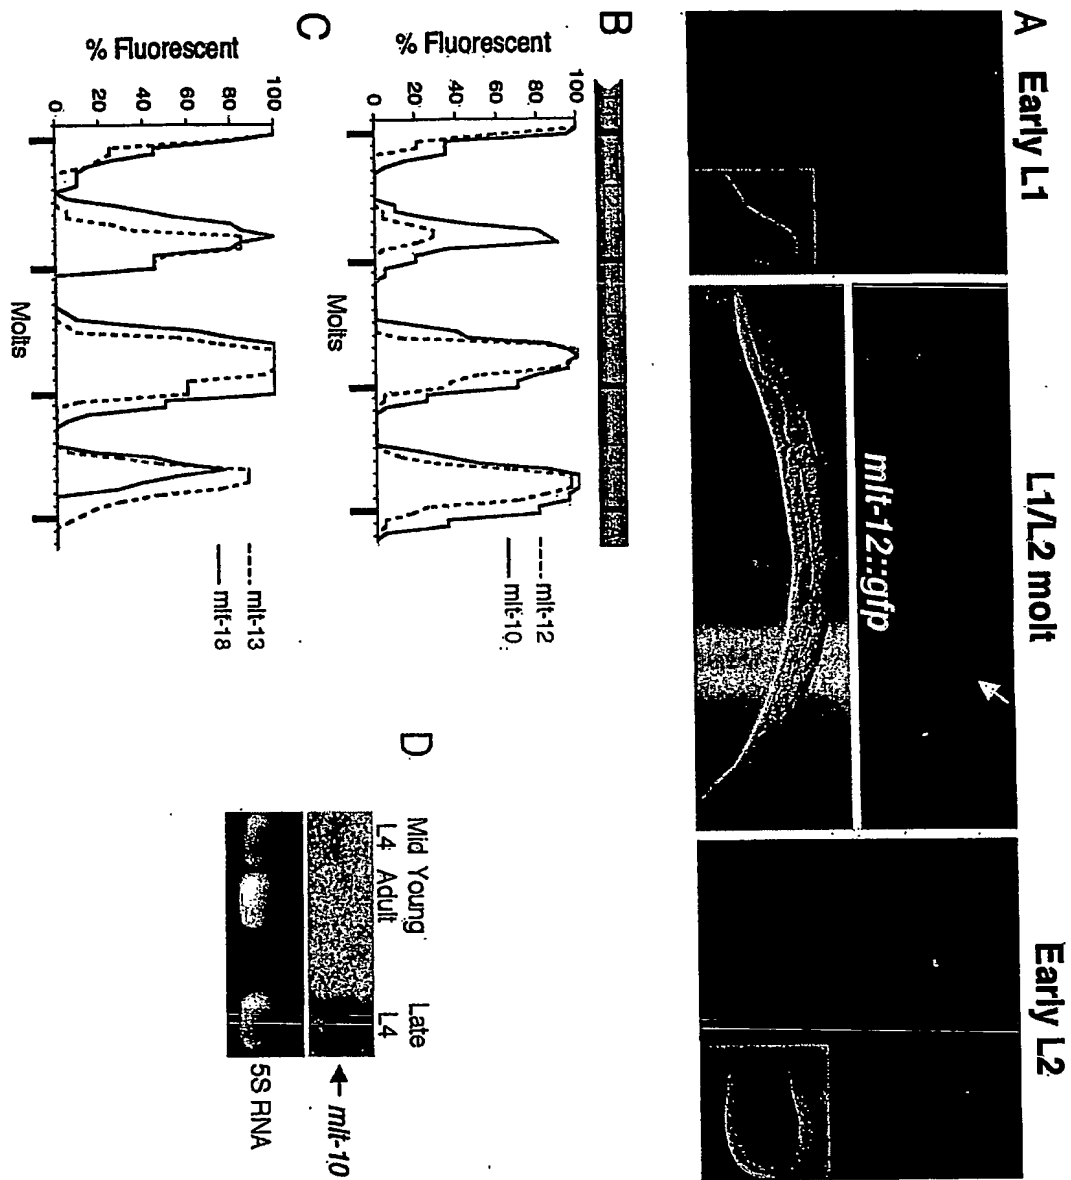 A
Early L1
L1/L2 molt
Early L2
mlt-12::gfp
B
% Fluorescent
100
80
60
40
20
0
Molts
mlt-12
mlt-10
C
% Fluorescent
100
80
60
40
20
0
Molts
mlt-13
mlt-18
D
Mid Young Late
L4 Adult L4
mlt-10
5S RNA